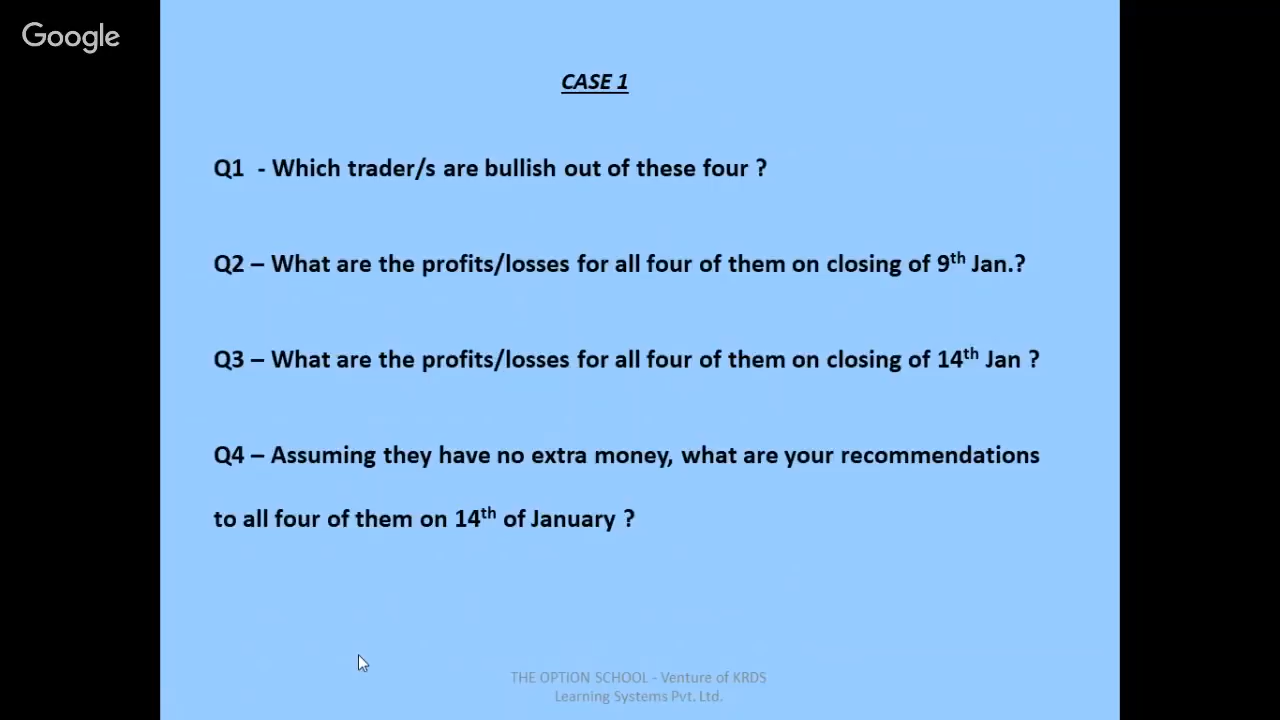 Google
CASE 1
Q1 - Which trader/s are bullish out of these four ?
Q2 – What are the profits/losses for all four of them on closing of 9th Jan.?
Q3 – What are the profits/losses for all four of them on closing of 14th Jan ?
Q4 – Assuming they have no extra money, what are your recommendations
to all four of them on 14th of January ?
THE OPTION SCHOOL - Venture of KRDS
Learning Systems Pvt. Ltd.